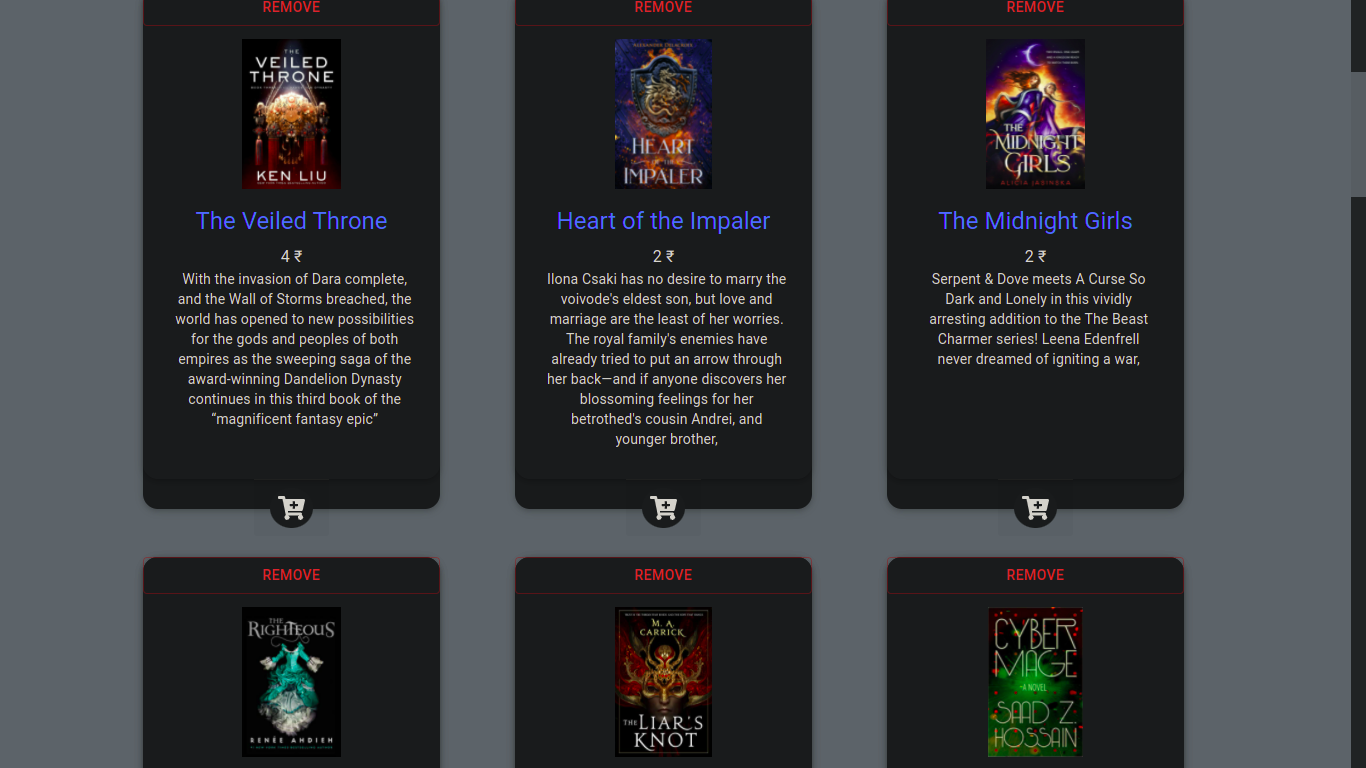 REMOVE
REMOVE
REMOVE
THE
VEILED
THRONE
KEN LIU
HEART
OF THE
IMPALER
THE
MIDNIGHT
GIRLS
ALICIA JASINSKA
The Veiled Throne
Heart of the Impaler
The Midnight Girls
4 ₹
2 ₹
2 ₹
With the invasion of Dara complete,
and the Wall of Storms breached, the
world has opened to new possibilities
for the gods and peoples of both
empires as the sweeping saga of the
award-winning Dandelion Dynasty
continues in this third book of the
“magnificent fantasy epic”
Ilona Csaki has no desire to marry the
voivode's eldest son, but love and
marriage are the least of her worries.
The royal family's enemies have
already tried to put an arrow through
her back—and if anyone discovers her
blossoming feelings for her
betrothed's cousin Andrei, and
younger brother,
Serpent & Dove meets A Curse So
Dark and Lonely in this vividly
arresting addition to the The Beast
Charmer series! Leena Edenfrell
never dreamed of igniting a war,
REMOVE
REMOVE
REMOVE
THE
RIGHTEOUS
RENÉE AHDIEH
M. A.
CARRICK
THE LIAR'S
KNOT
CYBER
MAGE
A NOVEL
SAAD Z.
HOSSAIN